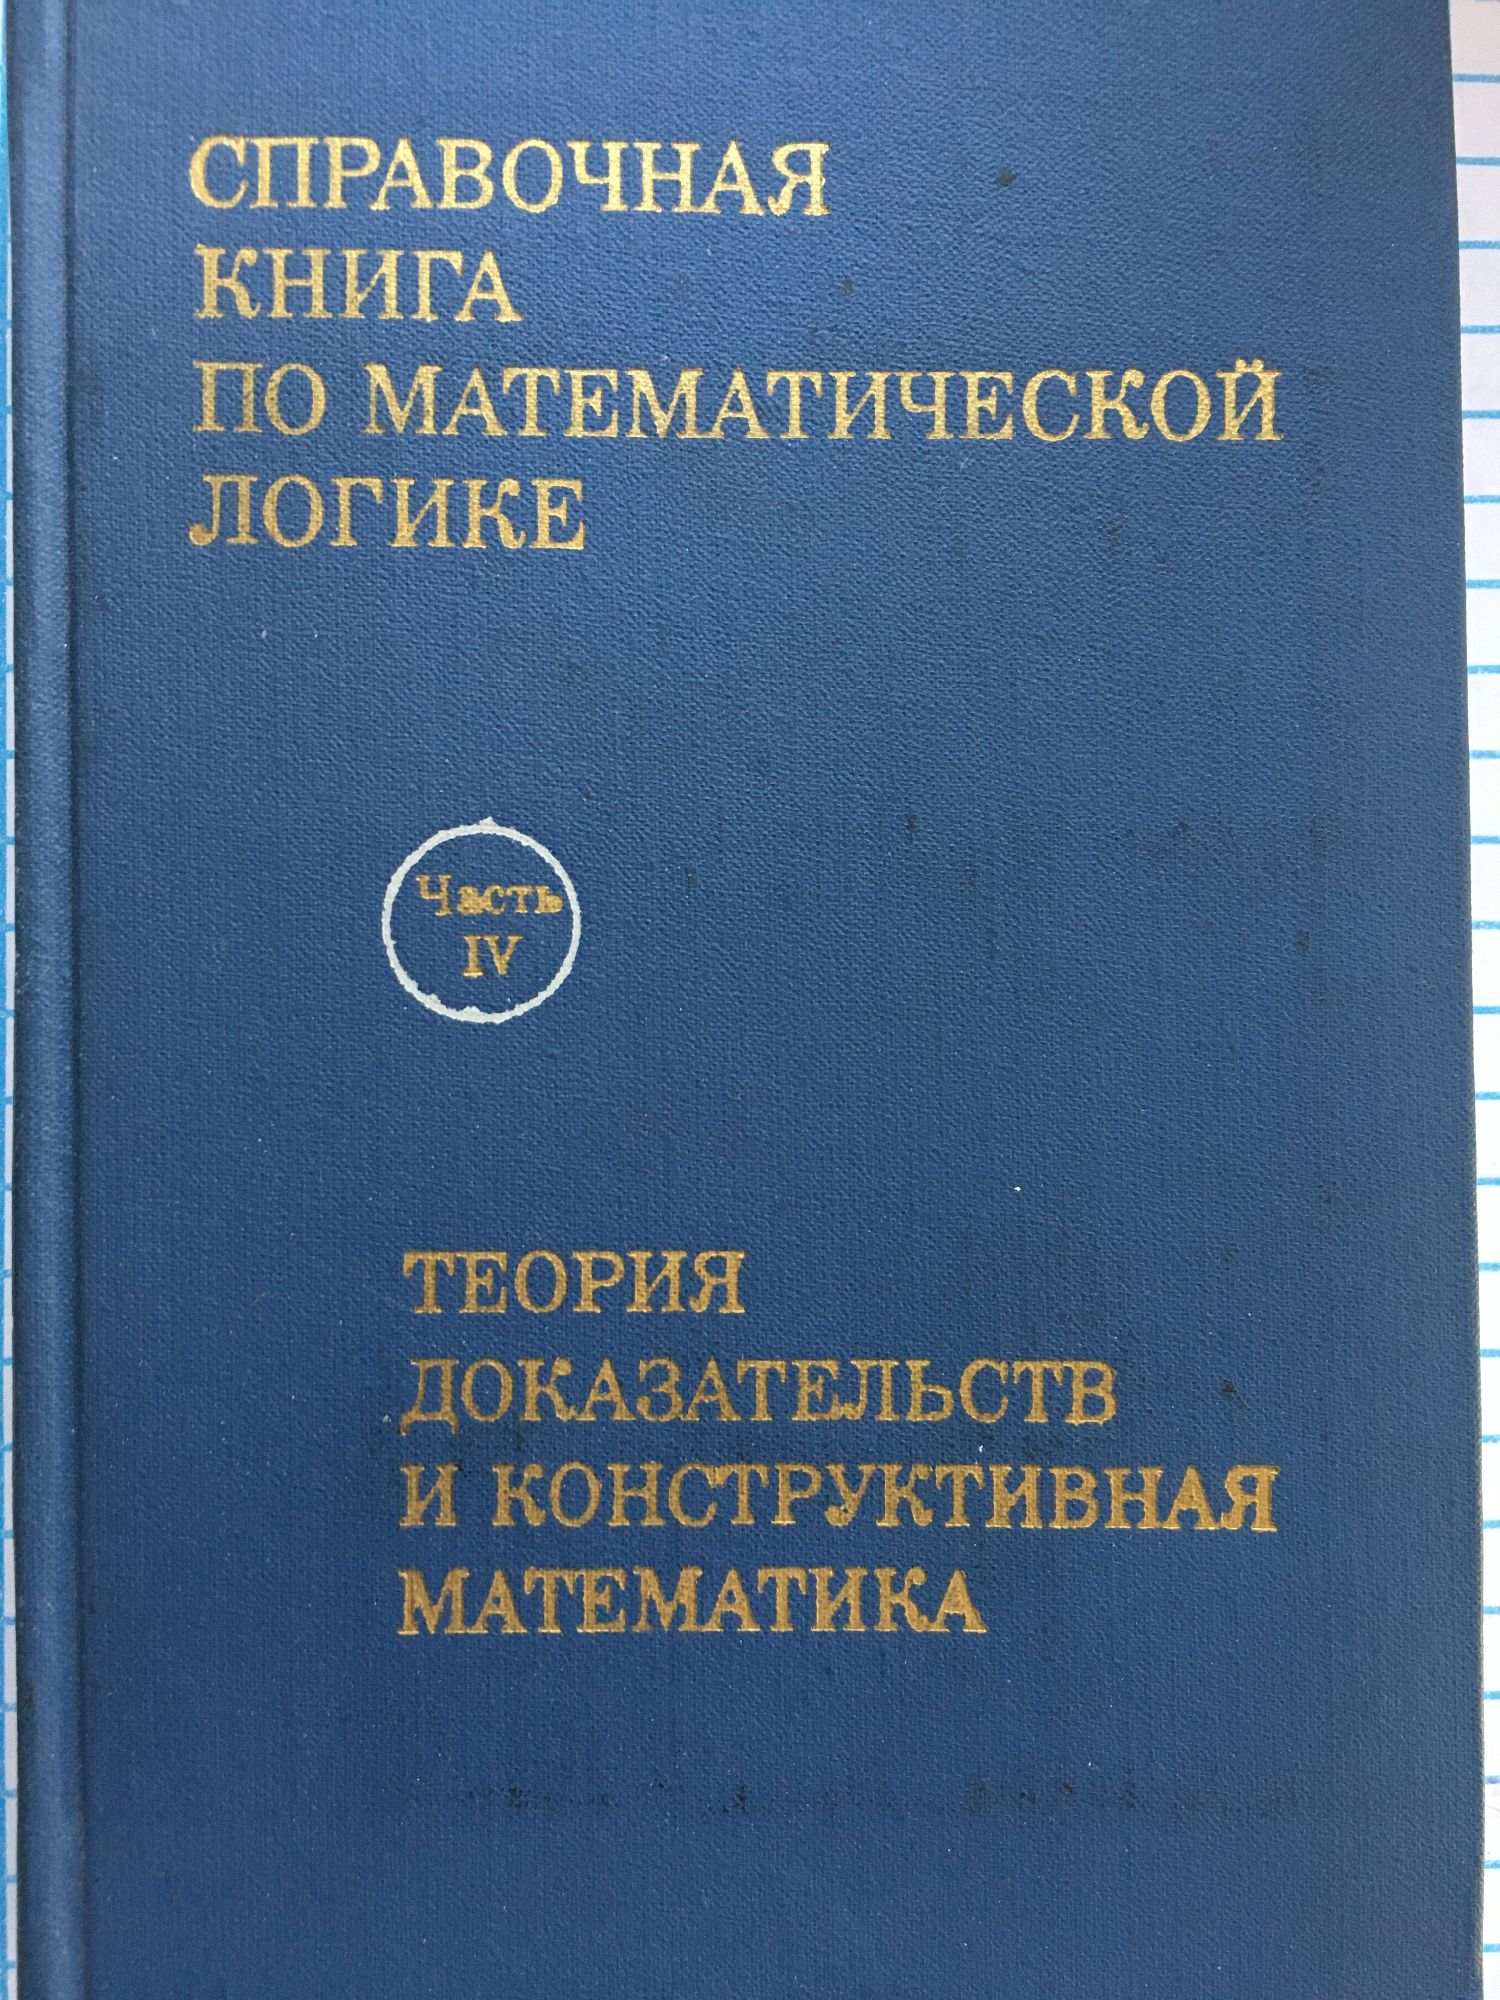 СПРАВОЧНАЯ
КНИГА
ПО МАТЕМАТИЧЕСКОЙ
ЛОГИКЕ
Часть
IV
ТЕОРИЯ
ДОКАЗАТЕЛЬСТВ
И КОНСТРУКТИВНАЯ
МАТЕМАТИКА